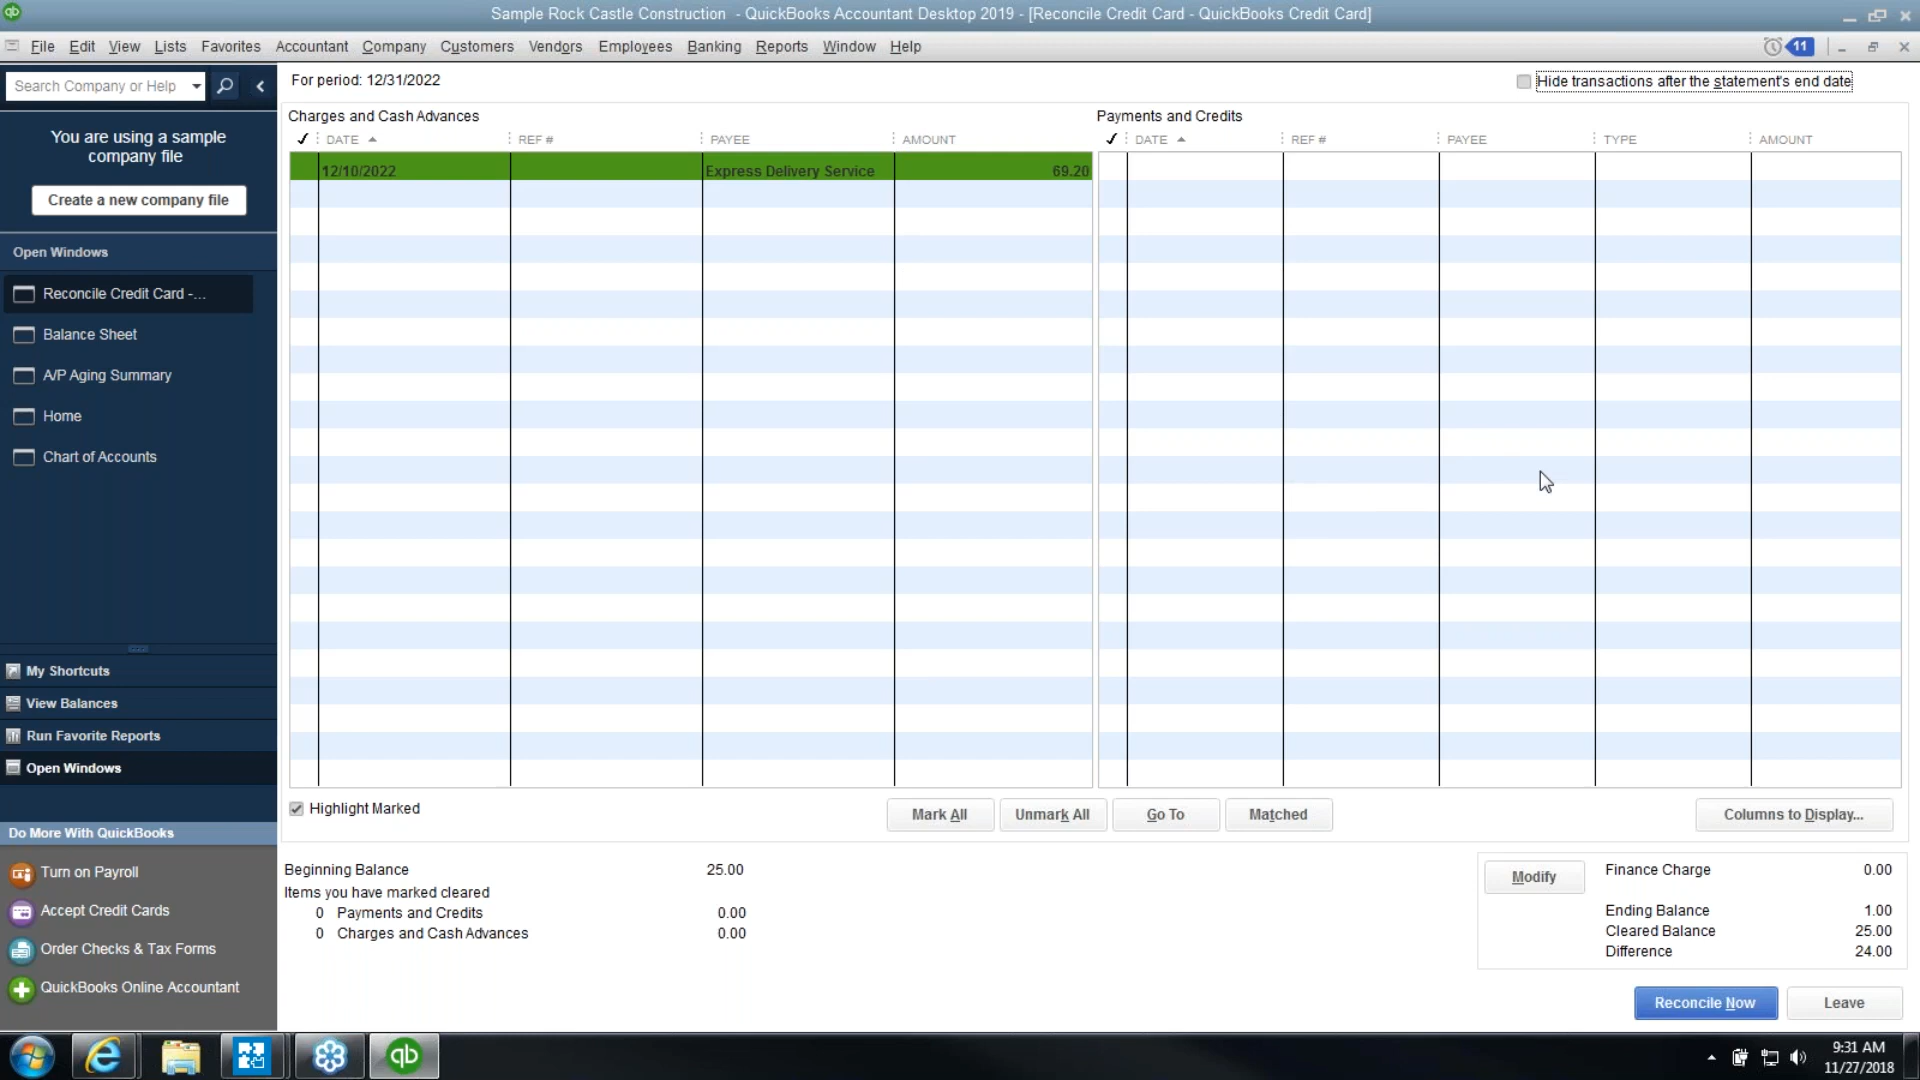 Sample Rock Castle Construction - QuickBooks Accountant Desktop 2019 - [Reconcile Credit Card - QuickBooks Credit Card]
File Edit View Lists Favorites Accountant Company Customers Vendors Employees Banking Reports Window Help
11
Search Company or Help
You are using a sample
company file
Create a new company file
Open Windows
Reconcile Credit Card -...
Balance Sheet
A/P Aging Summary
Home
Chart of Accounts
My Shortcuts
View Balances
Run Favorite Reports
Open Windows
Do More With QuickBooks
Turn on Payroll
Accept Credit Cards
Order Checks & Tax Forms
QuickBooks Online Accountant
For period: 12/31/2022
Hide transactions after the statement's end date
Charges and Cash Advances
✓ DATE REF # PAYEE AMOUNT
12/10/2022 Express Delivery Service 69.20
Payments and Credits
✓ DATE REF # PAYEE TYPE AMOUNT
Highlight Marked
Mark All Unmark All Go To Matched Columns to Display...
Beginning Balance 25.00
Items you have marked cleared
0 Payments and Credits 0.00
0 Charges and Cash Advances 0.00
Modify
Finance Charge 0.00
Ending Balance 1.00
Cleared Balance 25.00
Difference 24.00
Reconcile Now Leave
qb
9:31 AM
11/27/2018